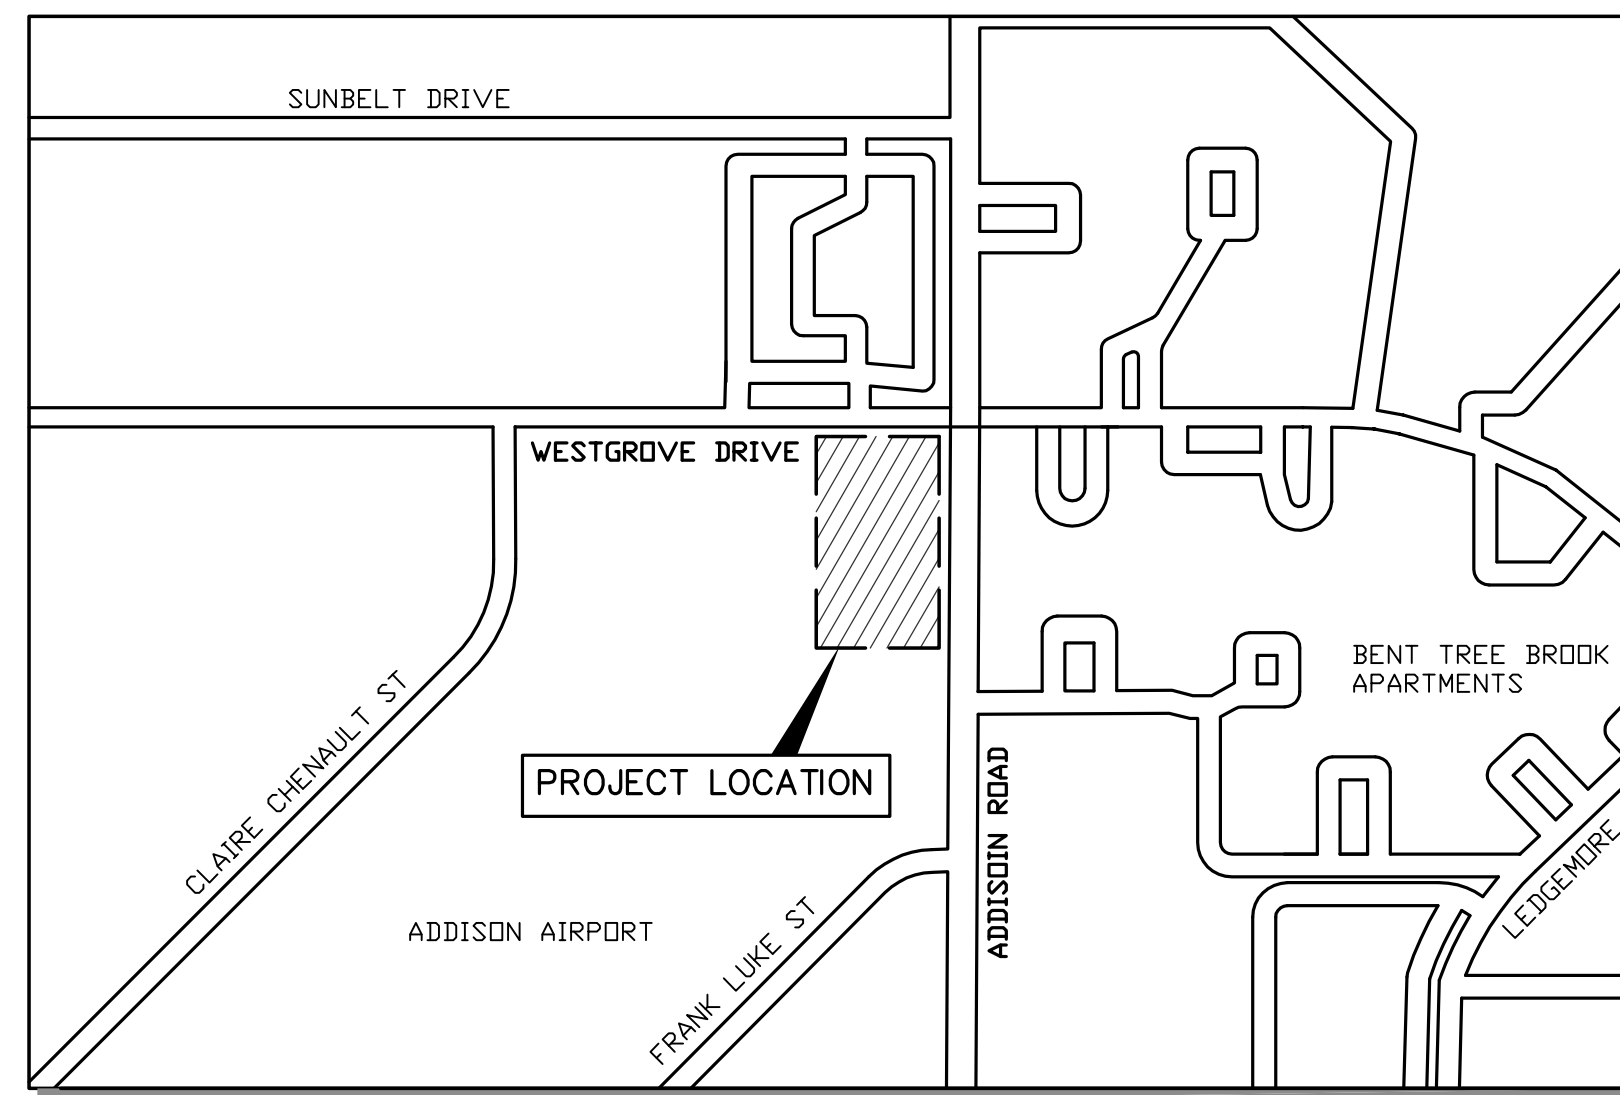 SUNBELT DRIVE
WESTGROVE DRIVE
BENT TREE BROOK
APARTMENTS
CLAIRE CHENAULT ST
PROJECT LOCATION
ADDISOIN ROAD
LEDGEMORE
ADDISON AIRPORT
FRANK LUKE ST